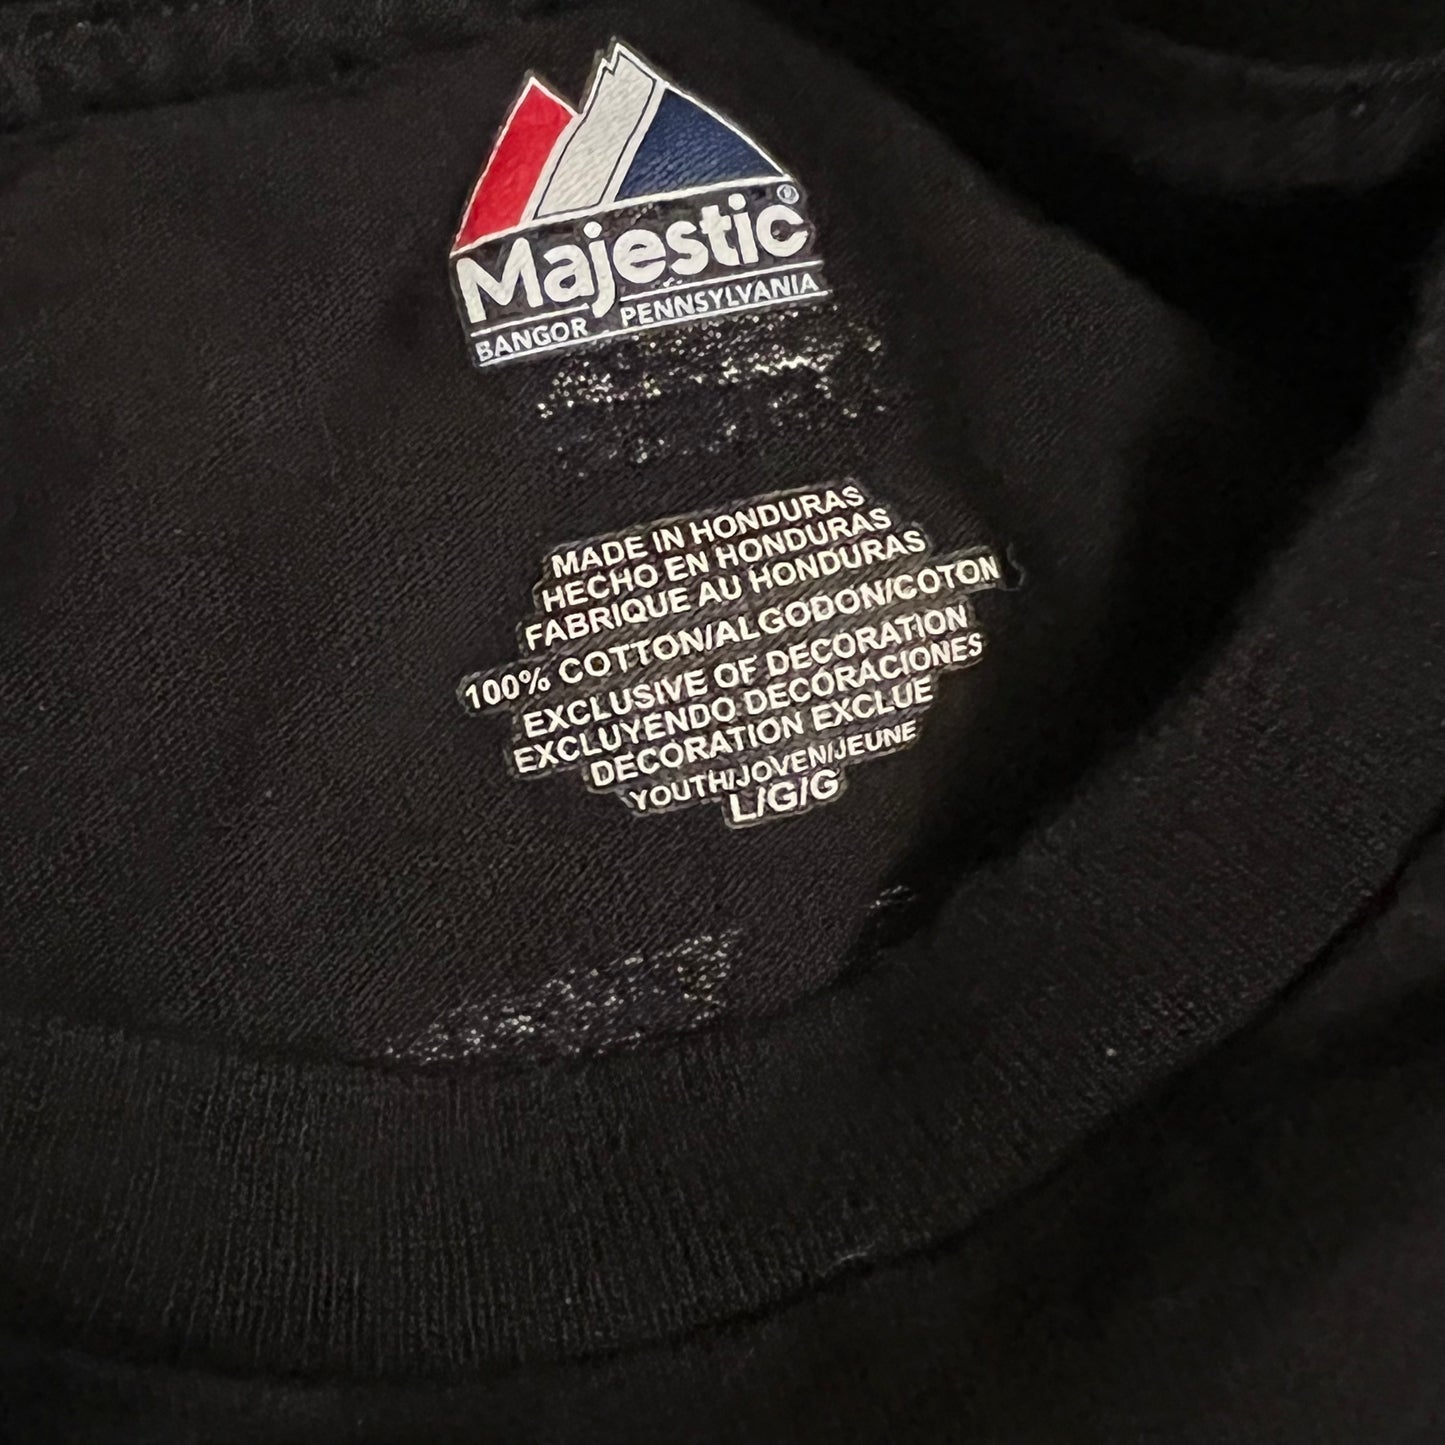 Majestic®
BANGOR PENNSYLVANIA
MADE IN HONDURAS
HECHO EN HONDURAS
FABRIQUE AU HONDURAS
100% COTTON/ALGODON/COTON
EXCLUSIVE OF DECORATION
EXCLUYENDO DECORACIONES
DECORATION EXCLUE
YOUTH/JOVEN/JEUNE
L/G/G